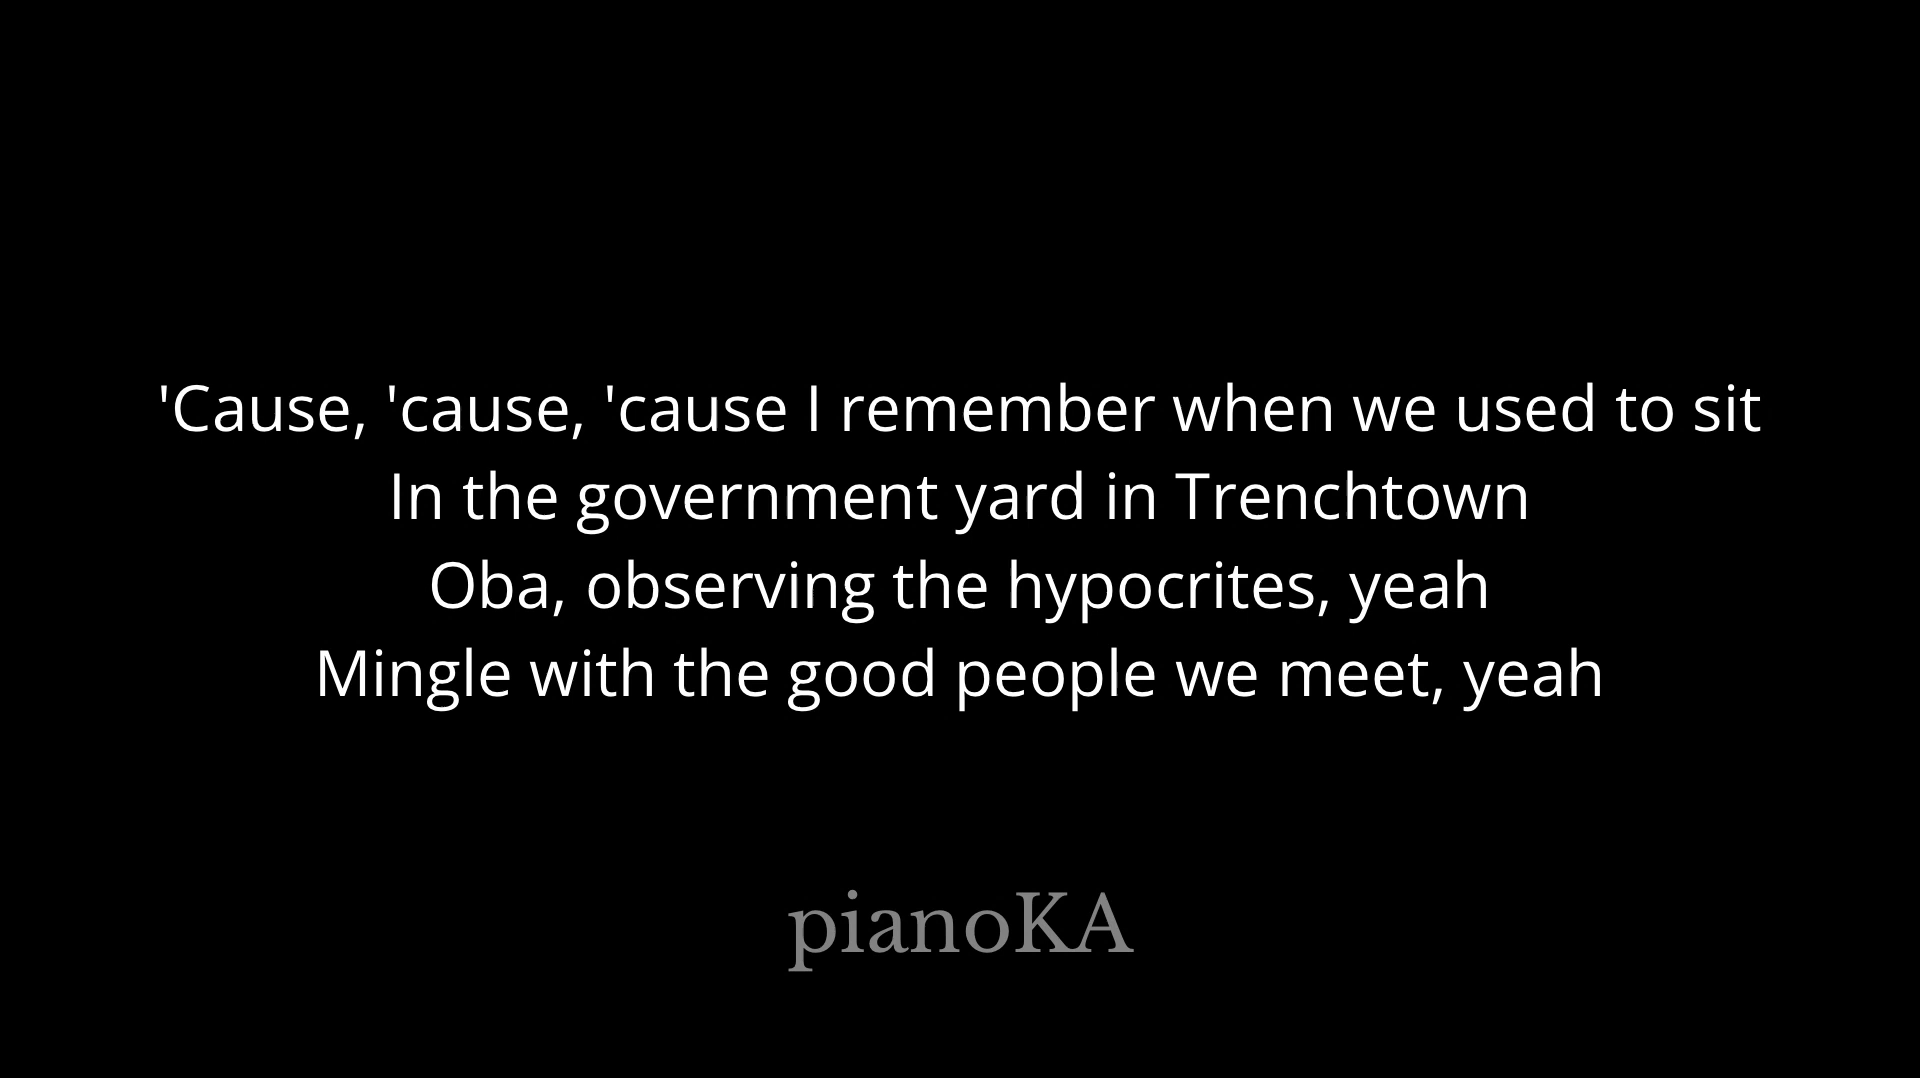 'Cause, 'cause, 'cause I remember when we used to sit
In the government yard in Trenchtown
Oba, observing the hypocrites, yeah
Mingle with the good people we meet, yeah
pianoKA